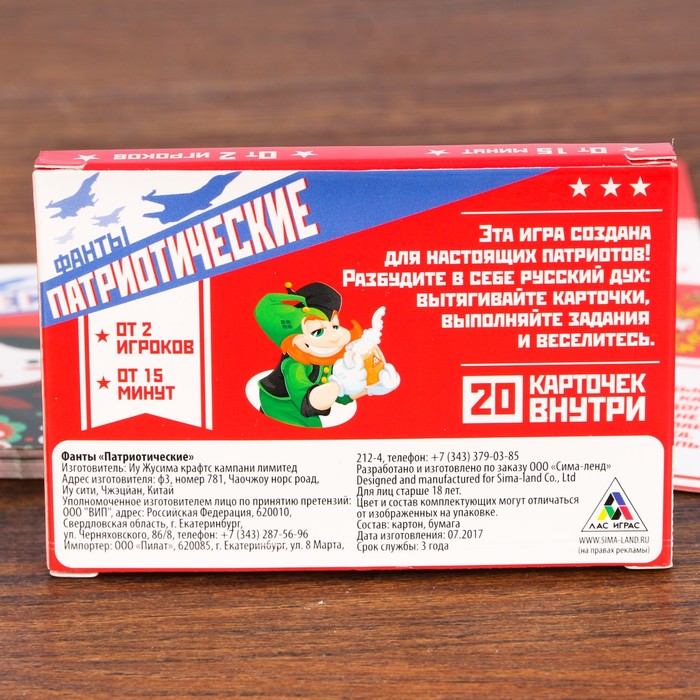 ★ ОТ 2 ИГРОКОВ ★ ОТ 2 ИГРОКОВ ★
★ ОТ 15 МИНУТ ★
ФАНТЫ
ПАТРИОТИЧЕСКИЕ
★ ОТ 2
ИГРОКОВ
★ ОТ 15
МИНУТ
ЭТА ИГРА СОЗДАНА
ДЛЯ НАСТОЯЩИХ ПАТРИОТОВ!
РАЗБУДИТЕ В СЕБЕ РУССКИЙ ДУХ:
ВЫТЯГИВАЙТЕ КАРТОЧКИ,
ВЫПОЛНЯЙТЕ ЗАДАНИЯ
И ВЕСЕЛИТЕСЬ.
20 КАРТОЧЕК
ВНУТРИ
Фанты «Патриотические»
Изготовитель: Иу Жусима крафтс кампани лимитед
Адрес изготовителя: ф3, номер 781, Чаочжоу норс роад,
Иу сити, Чжэйцян, Китай
Уполномоченное изготовителем лицо по принятию претензий:
ООО "ВИП", адрес: Российская Федерация, 620010,
Свердловская область, г. Екатеринбург,
ул. Черняховского, 86/8, телефон: +7 (343) 287-56-96
Импортер: ООО «Пилат», 620085, г. Екатеринбург, ул. 8 Марта,
212-4, телефон: +7 (343) 379-03-85
Разработано и изготовлено по заказу ООО «Сима-ленд»
Designed and manufactured for Sima-land Co., Ltd
Для лиц старше 18 лет.
Цвет и состав комплектующих могут отличаться
от изображенных на упаковке.
Состав: картон, бумага
Дата изготовления: 07.2017
Срок службы: 3 года
ЛАС ИГРАС
WWW.SIMA-LAND.RU
(на правах рекламы)